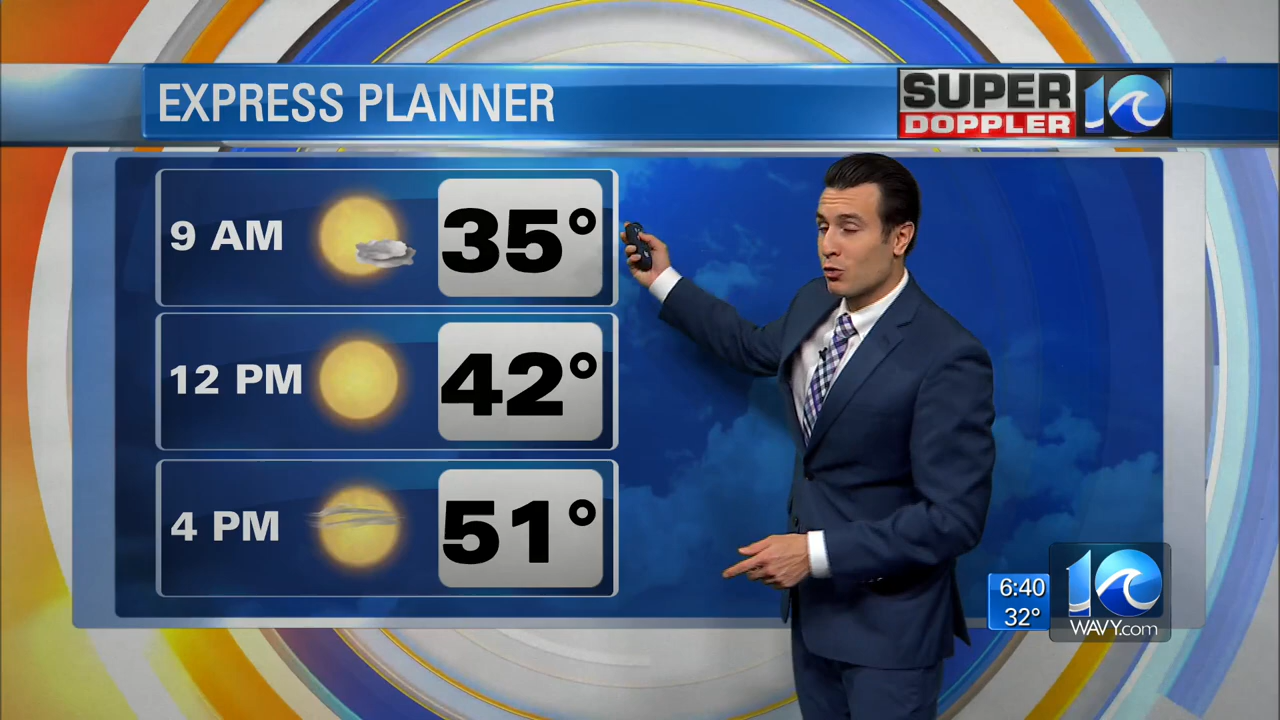 EXPRESS PLANNER
SUPER
DOPPLER
10
9 AM
35°
12 PM
42°
4 PM
51°
6:40
32°
10
WAVY.com